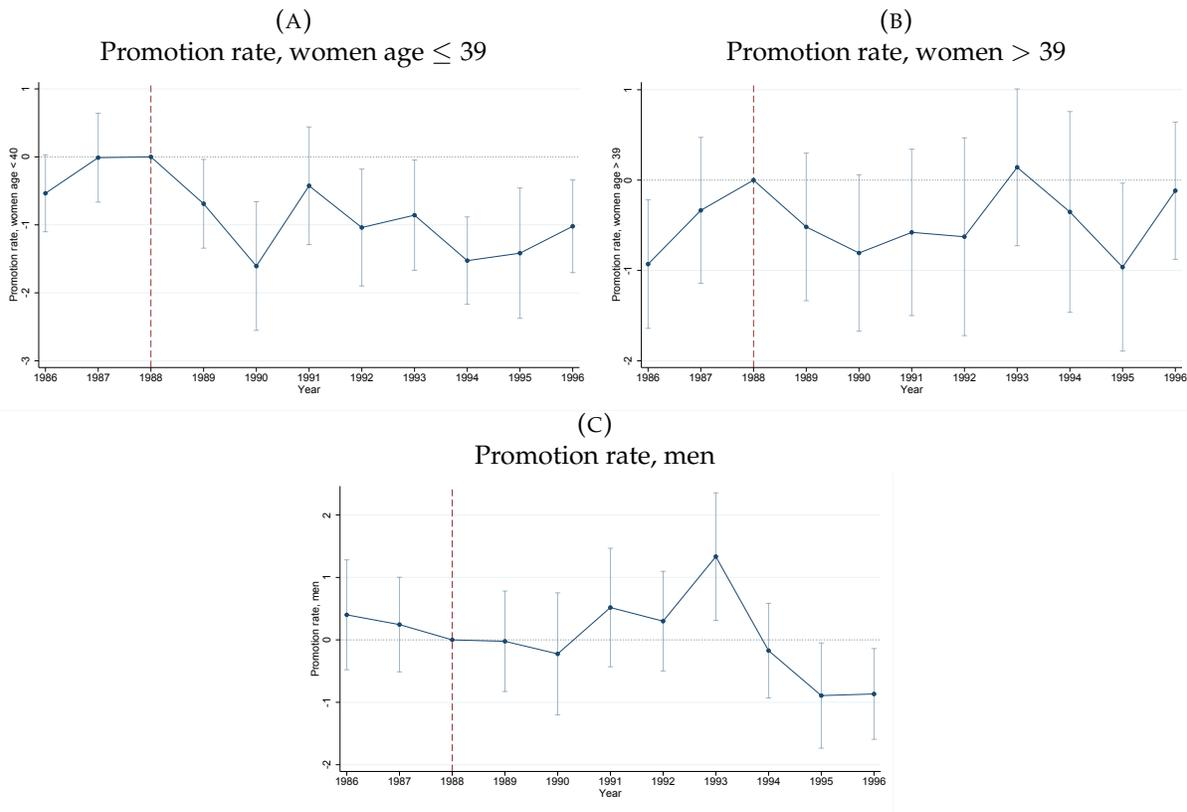 (A)
Promotion rate, women age ≤ 39
Promotion rate, women age < 40
1
0
-1
-2
-3
1986 1987 1988 1989 1990 1991 1992 1993 1994 1995 1996
Year
(B)
Promotion rate, women > 39
Promotion rate, women age > 39
1
0
-1
-2
1986 1987 1988 1989 1990 1991 1992 1993 1994 1995 1996
Year
(C)
Promotion rate, men
Promotion rate, men
2
1
0
-1
-2
1986 1987 1988 1989 1990 1991 1992 1993 1994 1995 1996
Year